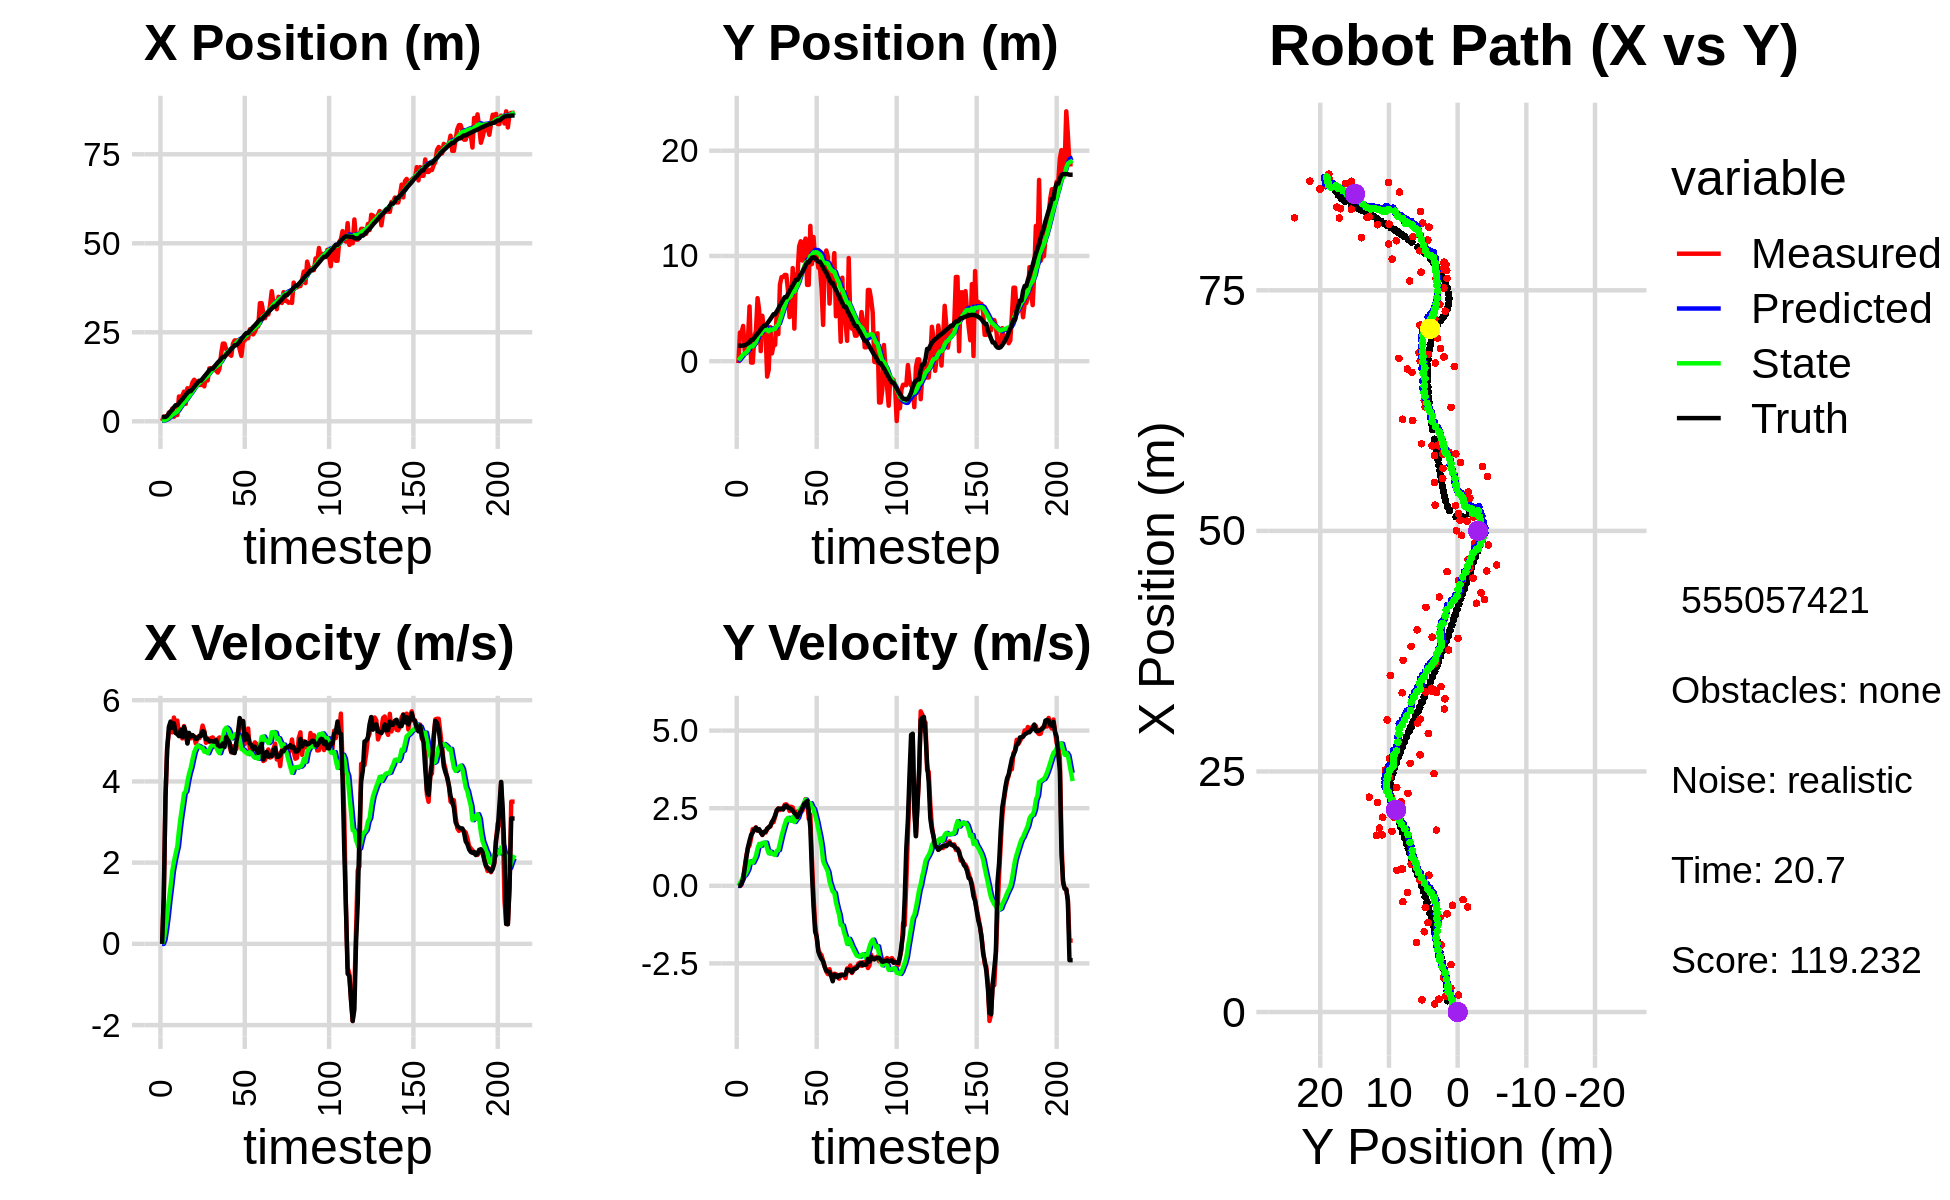 X Position (m)
75
50
25
0
0 50 100 150 200
timestep
Y Position (m)
20
10
0
0 50 100 150 200
timestep
X Velocity (m/s)
6
4
2
0
-2
0 50 100 150 200
timestep
Y Velocity (m/s)
5.0
2.5
0.0
-2.5
0 50 100 150 200
timestep
Robot Path (X vs Y)
X Position (m)
75
50
25
0
20 10 0 -10 -20
Y Position (m)
variable
Measured
Predicted
State
Truth
555057421
Obstacles: none
Noise: realistic
Time: 20.7
Score: 119.232